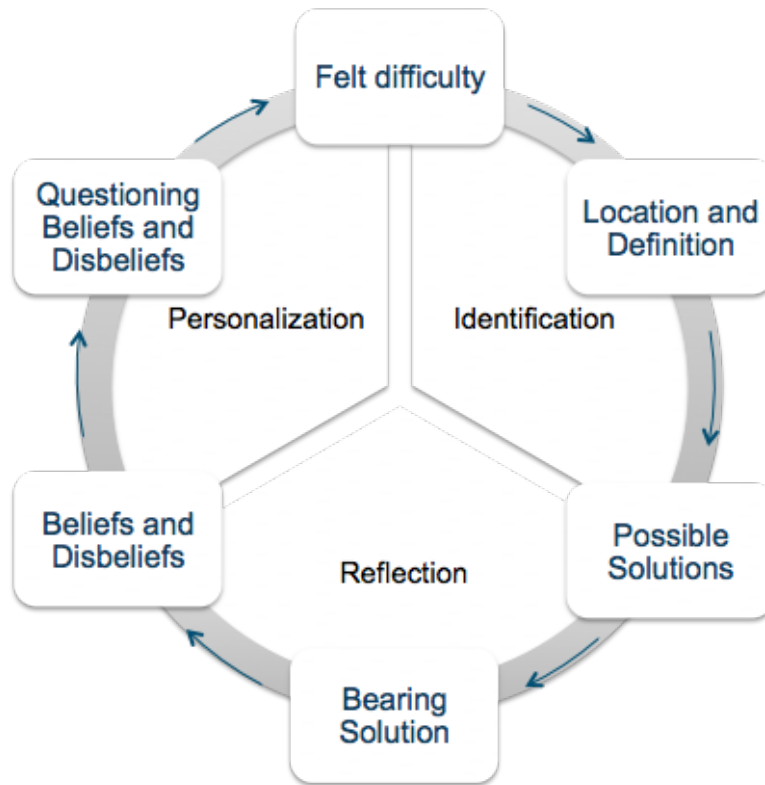 Felt difficulty
Location and
Definition
Possible
Solutions
Bearing
Solution
Beliefs and
Disbeliefs
Questioning
Beliefs and
Disbeliefs
Personalization
Identification
Reflection